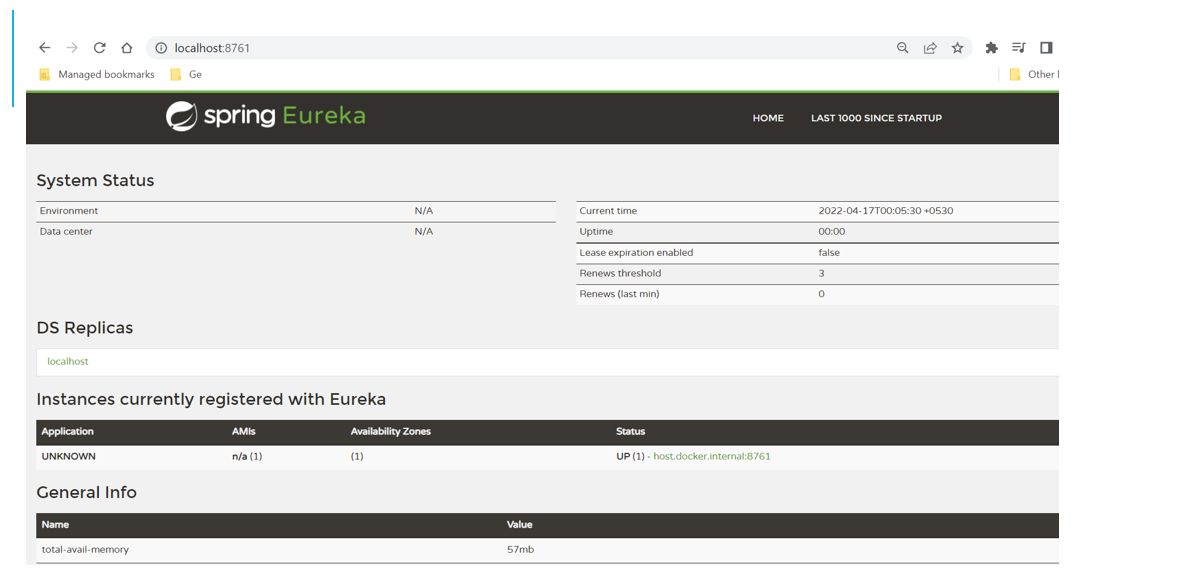 localhost:8761
Managed bookmarks Ge Other
spring Eureka HOME LAST 1000 SINCE STARTUP
System Status
Environment N/A
Data center N/A
Current time 2022-04-17T00:05:30 +0530
Uptime 00:00
Lease expiration enabled false
Renews threshold 3
Renews (last min) 0
DS Replicas
localhost
Instances currently registered with Eureka
Application AMIs Availability Zones Status
UNKNOWN n/a (1) (1) UP (1) - host.docker.internal:8761
General Info
Name Value
total-avail-memory 57mb